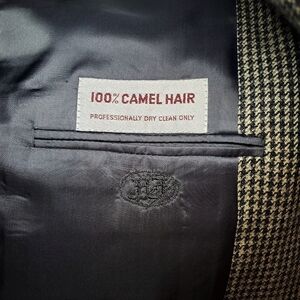 100% CAMEL HAIR
PROFESSIONALLY DRY CLEAN ONLY